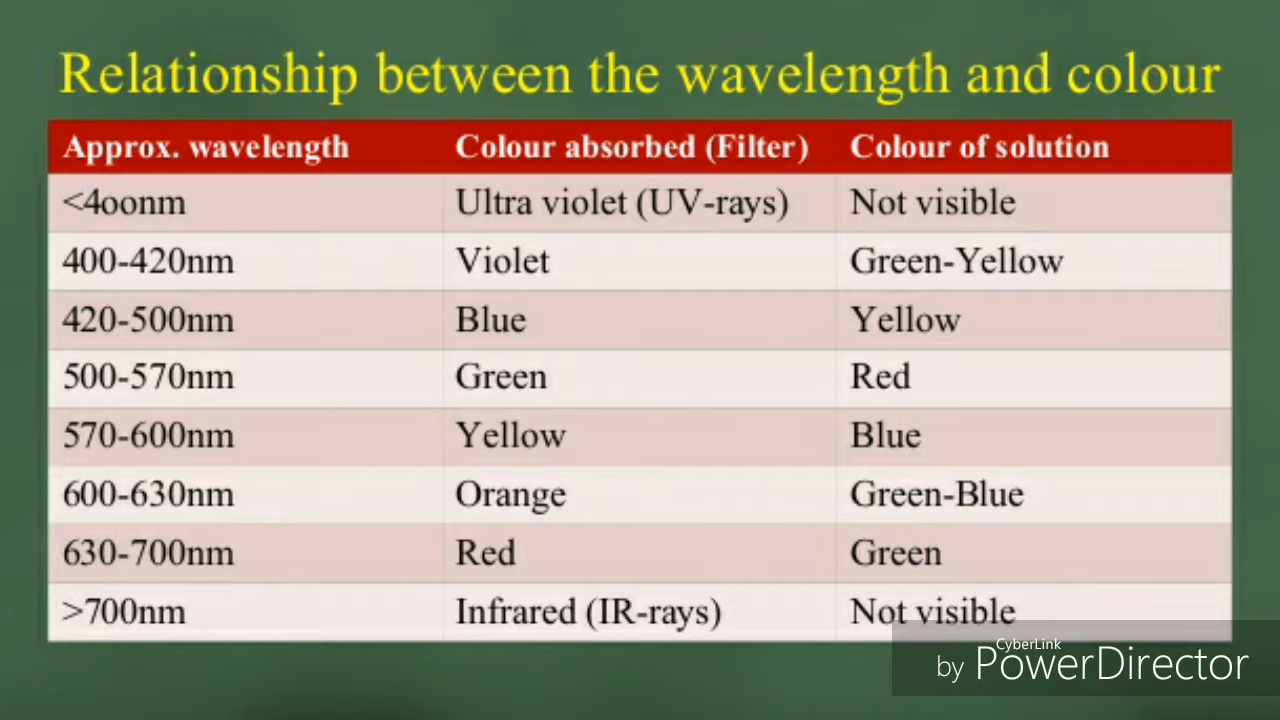 Relationship between the wavelength and colour
Approx. wavelength Colour absorbed (Filter) Colour of solution
<4oonm Ultra violet (UV-rays) Not visible
400-420nm Violet Green-Yellow
420-500nm Blue Yellow
500-570nm Green Red
570-600nm Yellow Blue
600-630nm Orange Green-Blue
630-700nm Red Green
>700nm Infrared (IR-rays) Not visible
CyberLink
by PowerDirector